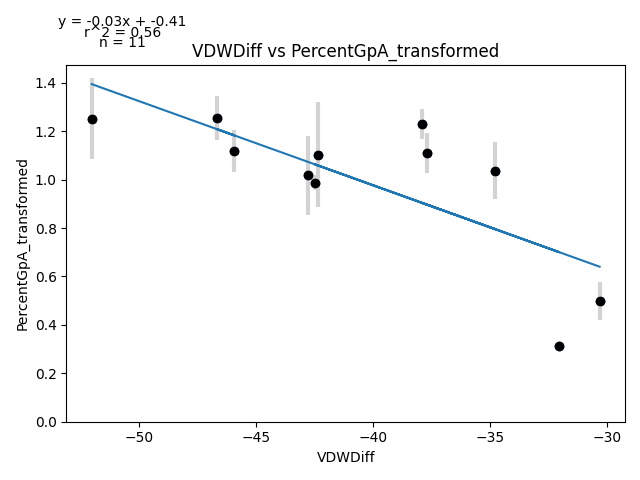 y = -0.03x + -0.41
r^2 = 0.56
n = 11
VDWDiff vs PercentGpA_transformed
PercentGpA_transformed
1.4
1.2
1.0
0.8
0.6
0.4
0.2
0.0
−50
−45
−40
−35
−30
VDWDiff